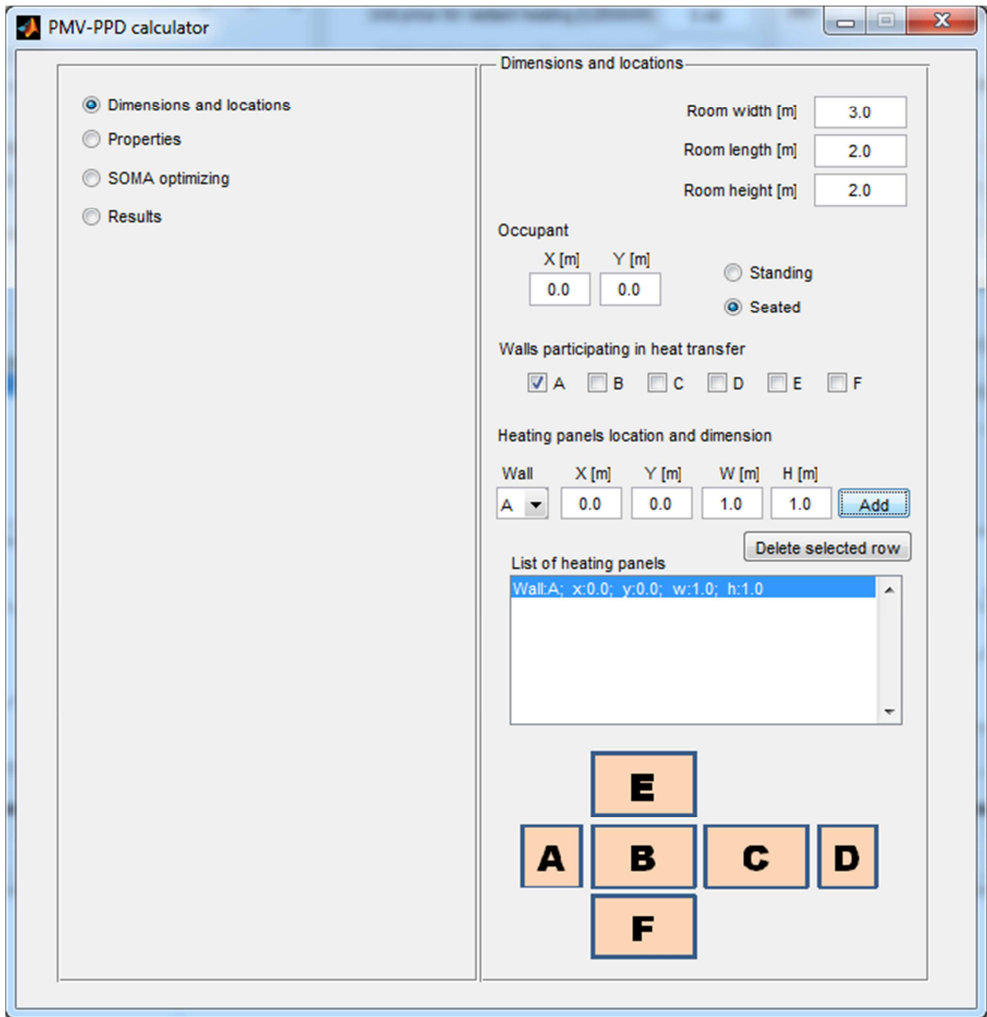 PMV-PPD calculator
Dimensions and locations
Properties
SOMA optimizing
Results
Dimensions and locations
Room width [m] 3.0
Room length [m] 2.0
Room height [m] 2.0
Occupant
X [m] Y [m]
0.0 0.0
Standing
Seated
Walls participating in heat transfer
A B C D E F
Heating panels location and dimension
Wall X [m] Y [m] W [m] H [m]
A 0.0 0.0 1.0 1.0 Add
Delete selected row
List of heating panels
Wall:A; x:0.0; y:0.0; w:1.0; h:1.0
E
A B C D
F